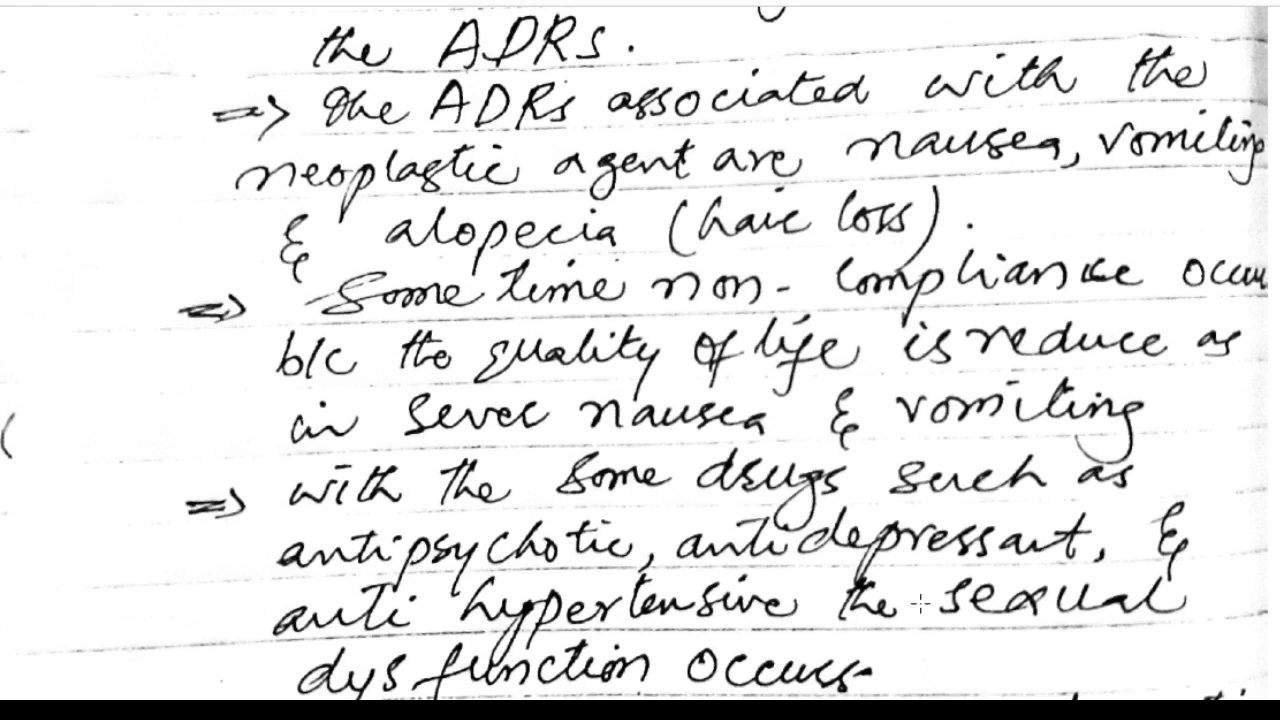 the ADRs.
=> The ADRs associated with the
neoplastic agent are nausea, vomiting
& alopecia (hair loss).
=> Some time non-compliance occur
b/c the quality of life is reduce as
in sever nausea & vomiting
=> with the some drugs such as
antipsychotic, antidepressant, &
anti hypertensive the sexual
dysfunction occurs.